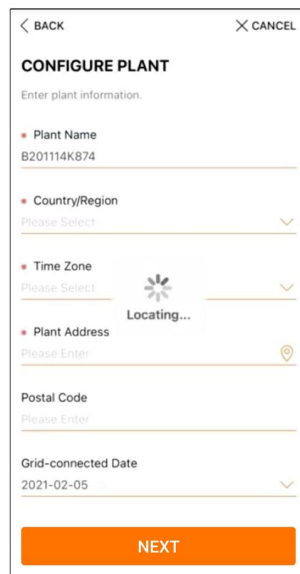 BACK
CANCEL
CONFIGURE PLANT
Enter plant information.
Plant Name
B201114K874
Country/Region
Please Select
Time Zone
Please Select
Locating...
Plant Address
Please Enter
Postal Code
Please Enter
Grid-connected Date
2021-02-05
NEXT